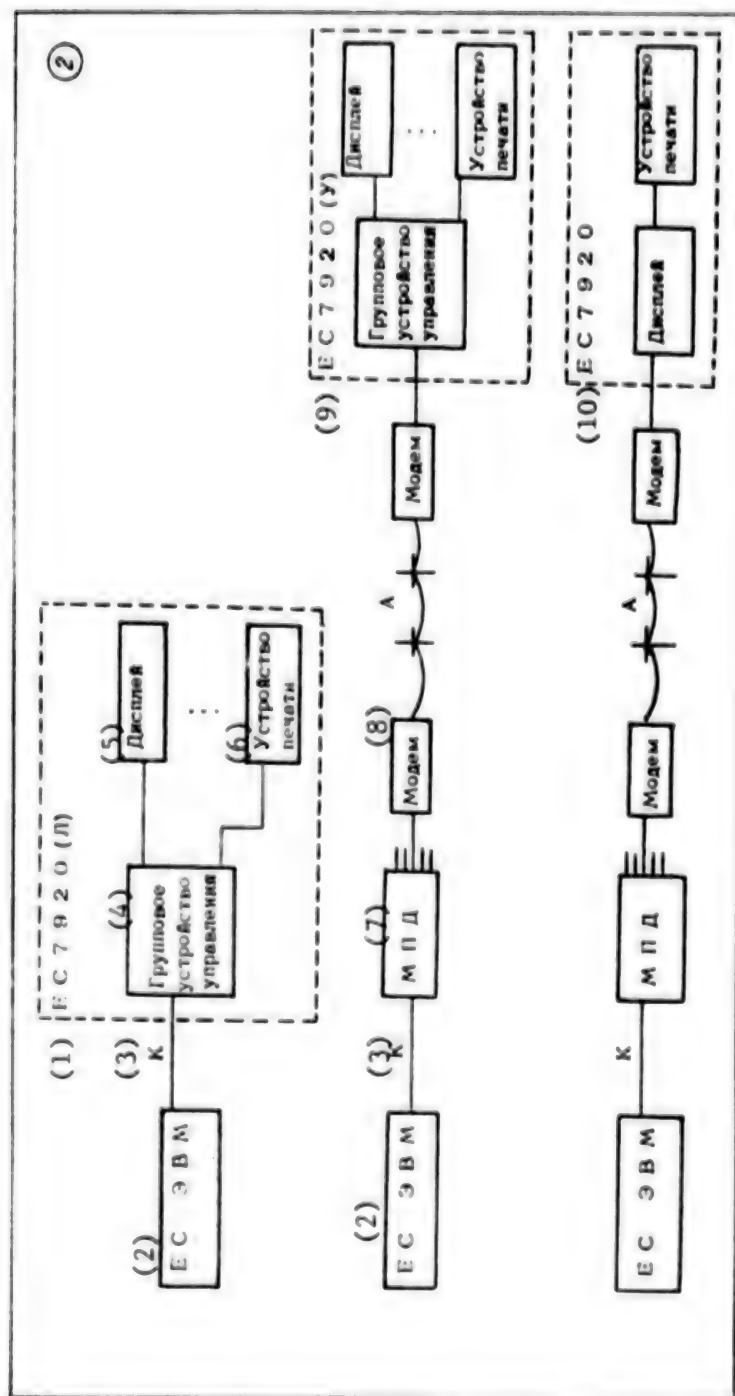 ②
(1) ЕС 7920 (Л)
(2)
ЕС ЭВМ
(3)
К
(4)
Групповое
устройство
управления
(5)
Дисплей
⋮
(6)
Устройство
печати
(2)
ЕС ЭВМ
(3)
К
(7)
МПД
(8)
Модем
А
Модем
(9) ЕС 7920 (У)
Групповое
устройство
управления
Дисплей
⋮
Устройство
печати
ЕС ЭВМ
К
МПД
Модем
А
Модем
(10) ЕС 7920
Дисплей
Устройство
печати